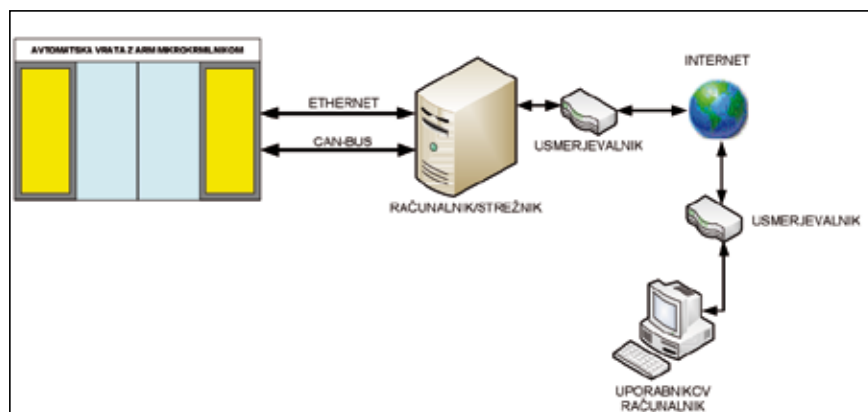 AVTOMATSKA VRATA Z ARM MIKROKRMILNIKOM
ETHERNET
CAN-BUS
RAČUNALNIK/STREŽNIK
USMERJEVALNIK
INTERNET
USMERJEVALNIK
UPORABNIKOV
RAČUNALNIK